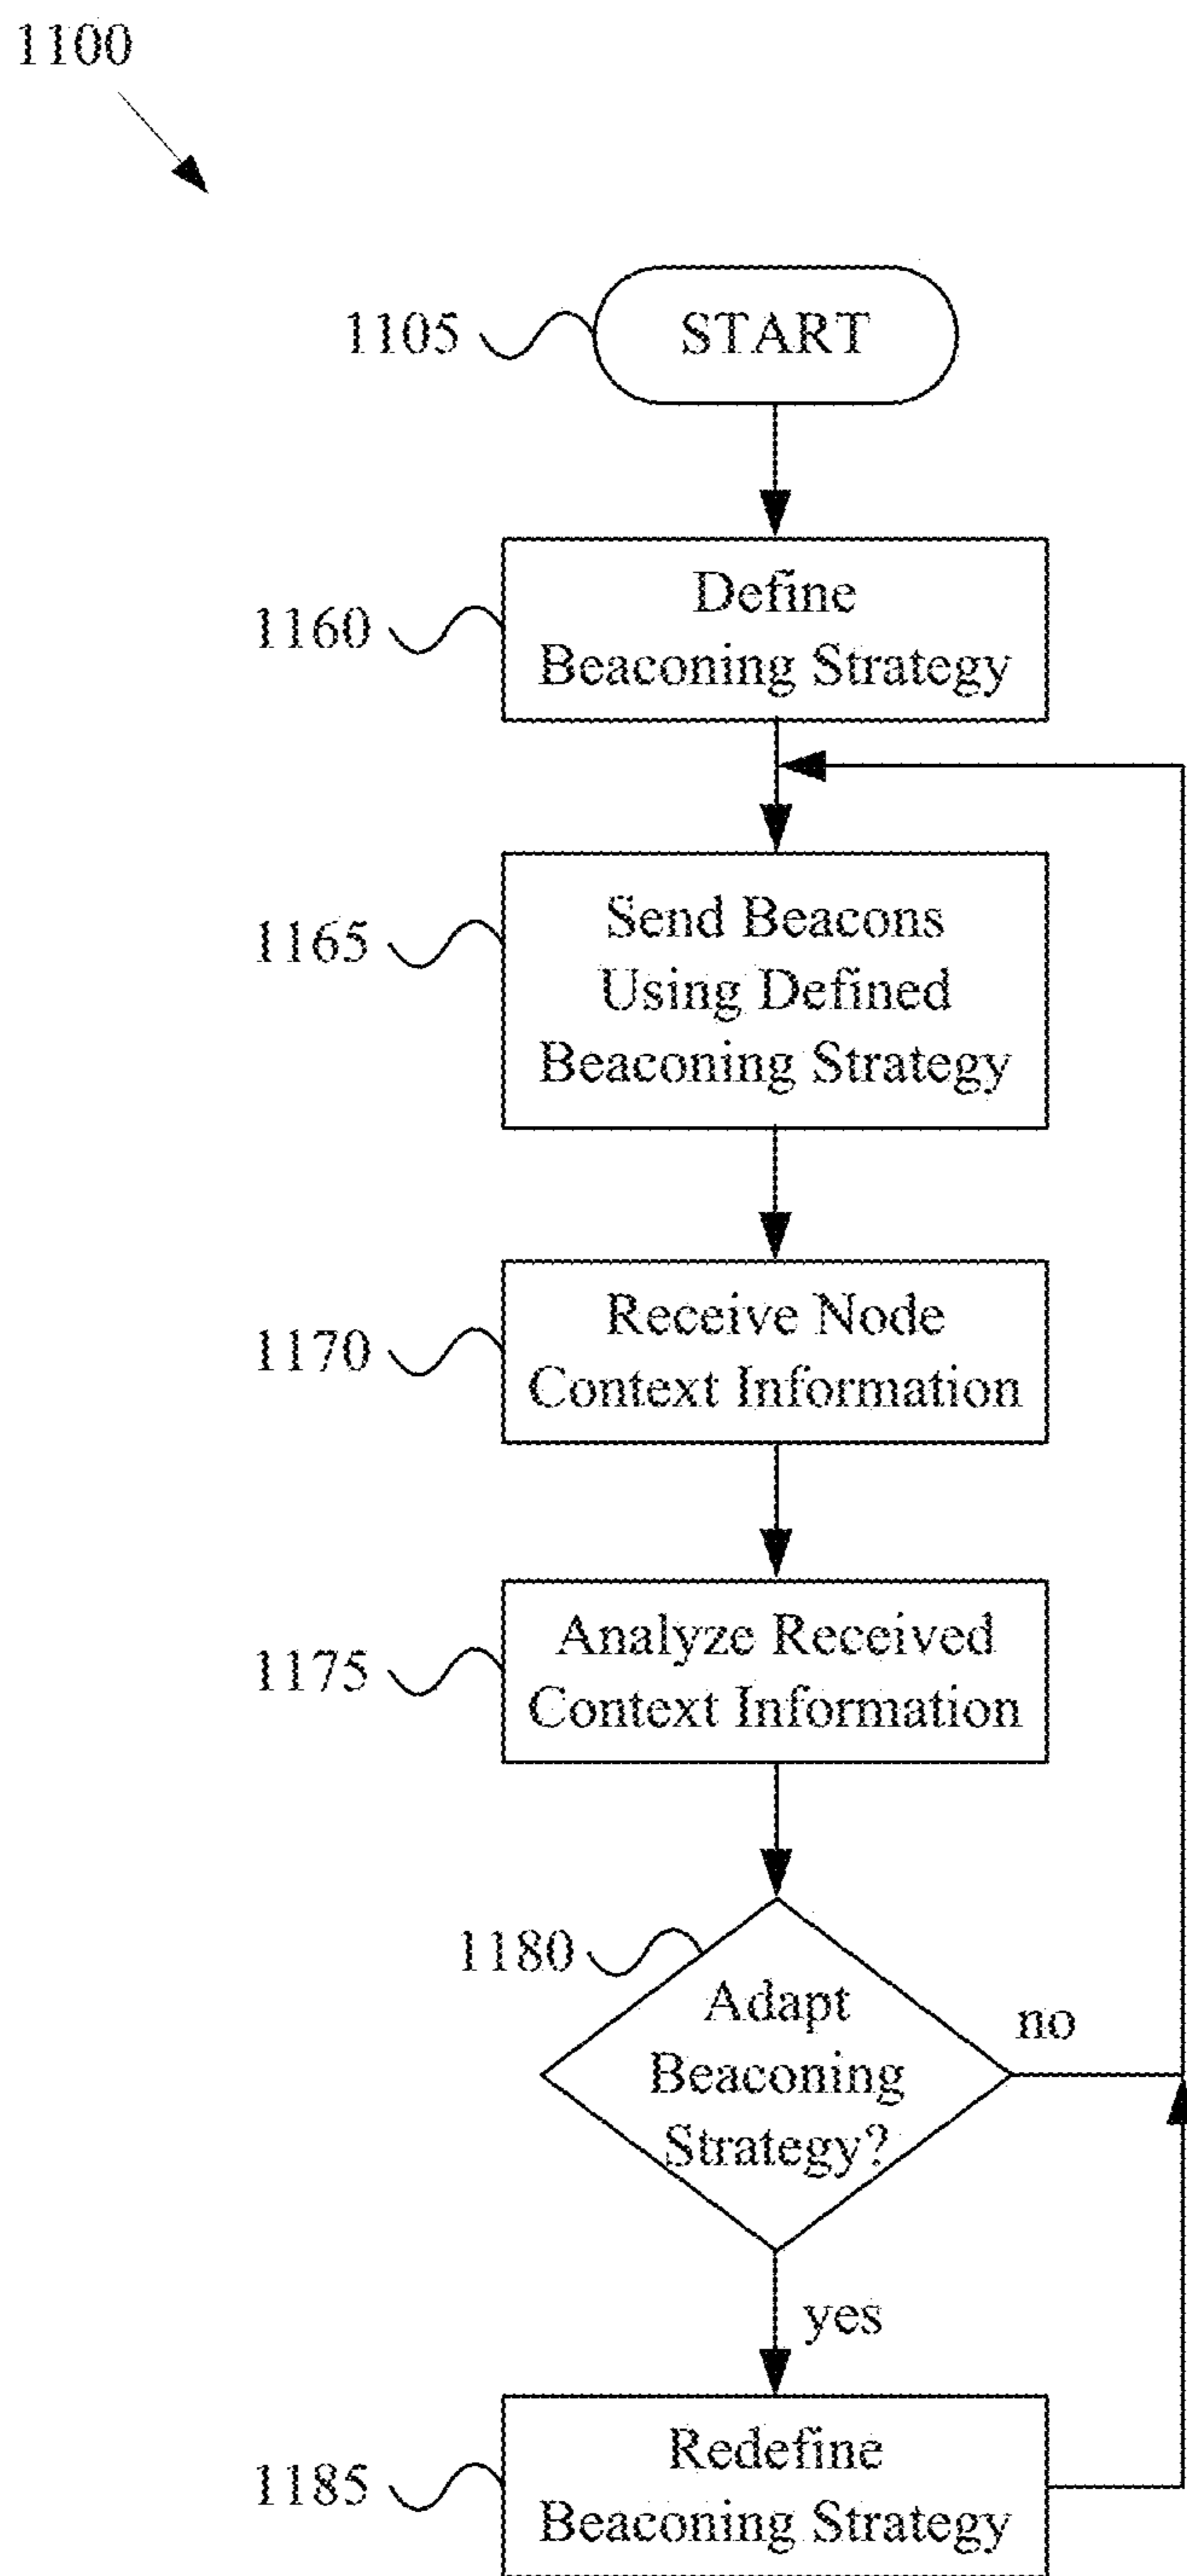 1100
1105
START
1160
Define
Beaconing Strategy
1165
Send Beacons
Using Defined
Beaconing Strategy
1170
Receive Node
Context Information
1175
Analyze Received
Context Information
1180
Adapt
Beaconing
Strategy?
no
yes
1185
Redefine
Beaconing Strategy